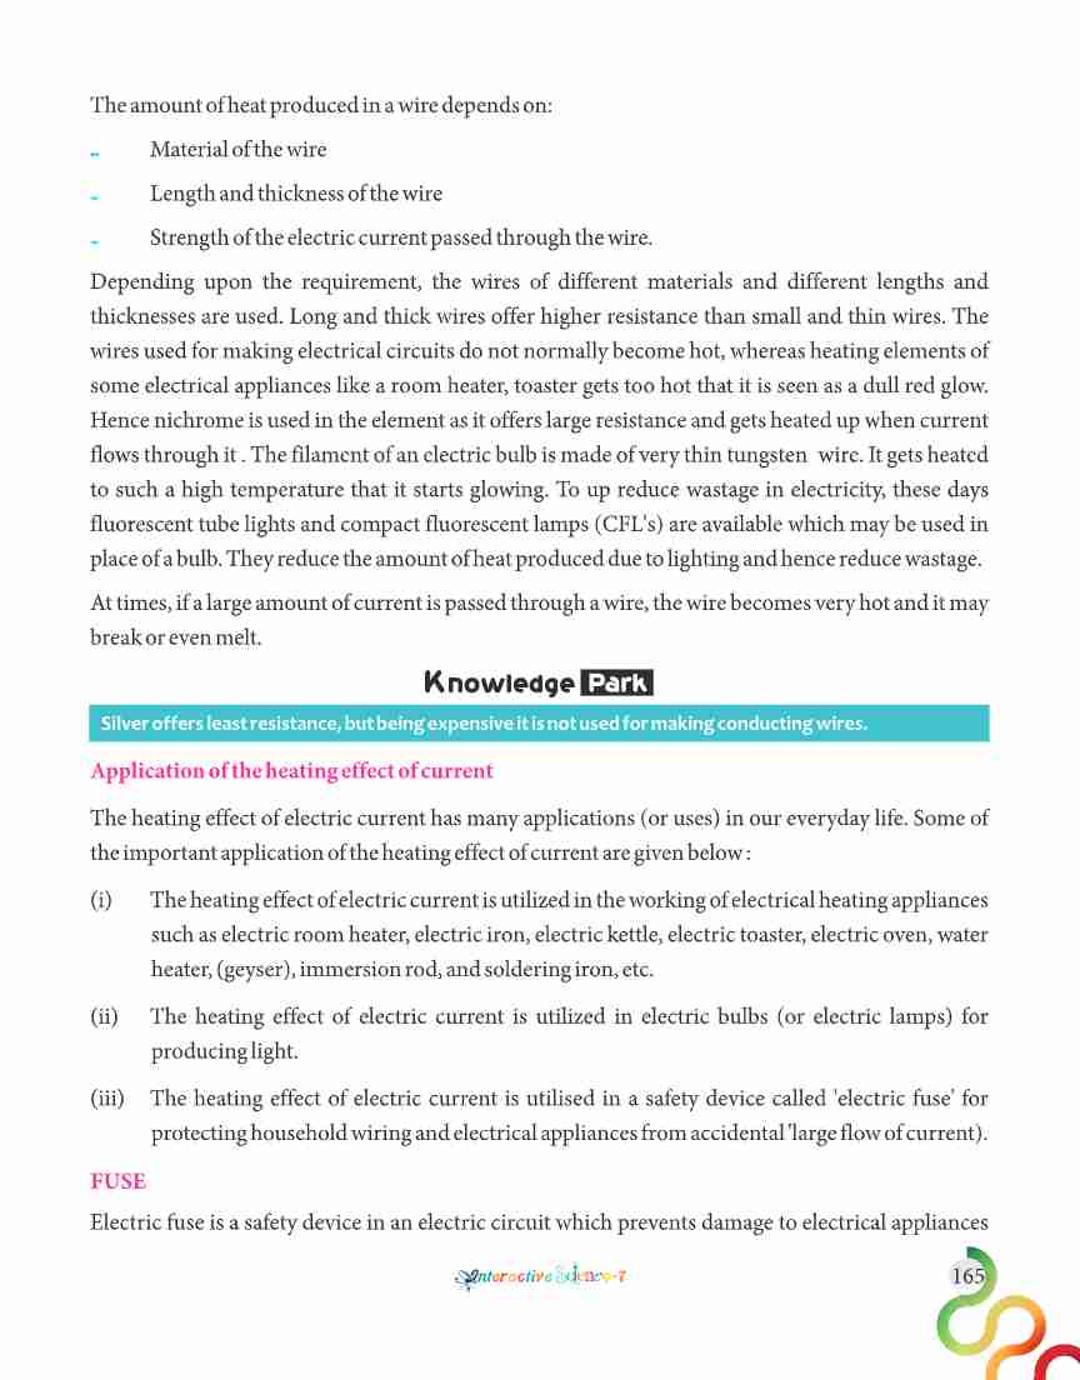 The amount of heat produced in a wire depends on:
Material of the wire
Length and thickness of the wire
Strength of the electric current passed through the wire.
Depending upon the requirement, the wires of different materials and different lengths and
thicknesses are used. Long and thick wires offer higher resistance than small and thin wires. The
wires used for making electrical circuits do not normally become hot, whereas heating elements of
some electrical appliances like a room heater, toaster gets too hot that it is seen as a dull red glow.
Hence nichrome is used in the element as it offers large resistance and gets heated up when current
flows through it . The filament of an electric bulb is made of very thin tungsten wire. It gets heated
to such a high temperature that it starts glowing. To up reduce wastage in electricity, these days
fluorescent tube lights and compact fluorescent lamps (CFL's) are available which may be used in
place of a bulb. They reduce the amount of heat produced due to lighting and hence reduce wastage.
At times, if a large amount of current is passed through a wire, the wire becomes very hot and it may
break or even melt.
Knowledge Park
Silver offers least resistance, but being expensive it is not used for making conducting wires.
Application of the heating effect of current
The heating effect of electric current has many applications (or uses) in our everyday life. Some of
the important application of the heating effect of current are given below :
(i) The heating effect of electric current is utilized in the working of electrical heating appliances
such as electric room heater, electric iron, electric kettle, electric toaster, electric oven, water
heater, (geyser), immersion rod, and soldering iron, etc.
(ii) The heating effect of electric current is utilized in electric bulbs (or electric lamps) for
producing light.
(iii) The heating effect of electric current is utilised in a safety device called 'electric fuse' for
protecting household wiring and electrical appliances from accidental 'large flow of current).
FUSE
Electric fuse is a safety device in an electric circuit which prevents damage to electrical appliances
Interactive Science-7
165